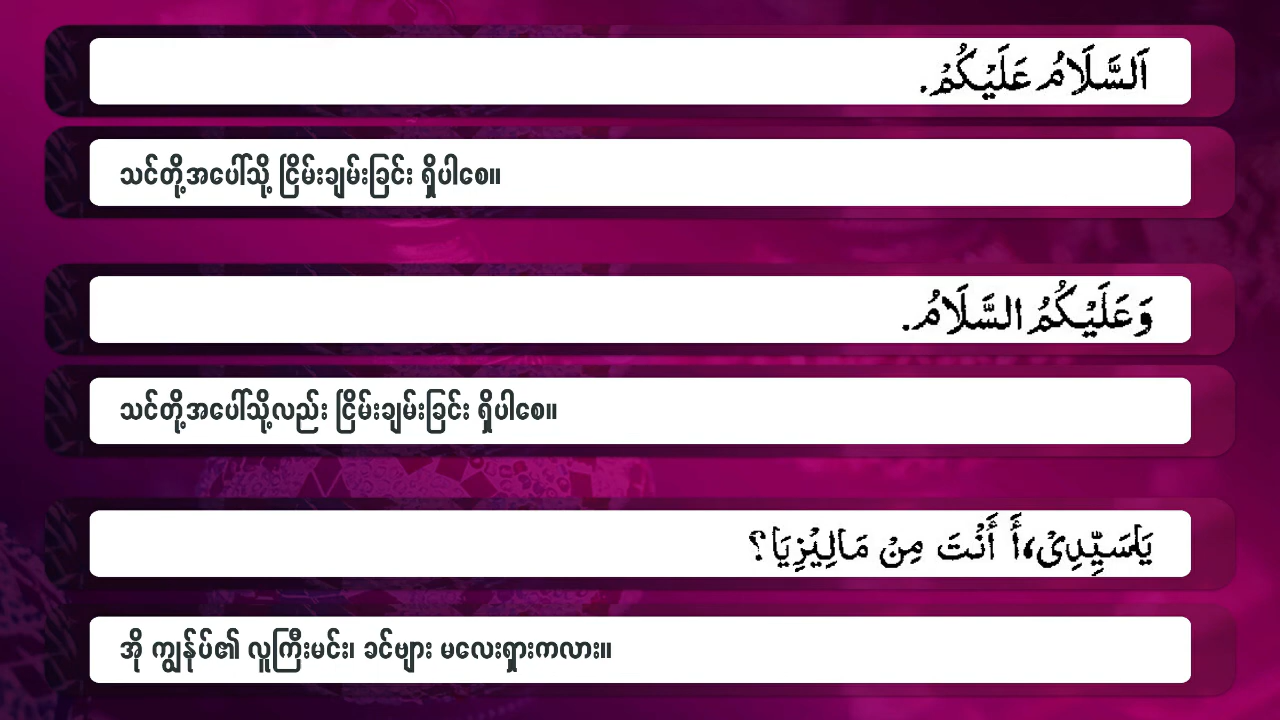 اَلسَّلَامُ عَلَيْكُمْ.
သင်တို့အပေါ်သို့ ငြိမ်းချမ်းခြင်း ရှိပါစေ။
وَعَلَيْكُمُ السَّلَامُ.
သင်တို့အပေါ်သို့လည်း ငြိမ်းချမ်းခြင်း ရှိပါစေ။
يَاسَيِّدِىْ،أَ أَنْتَ مِنْ مَالِيْزِيَا؟
အို ကျွန်ုပ်၏ လူကြီးမင်း၊ ခင်ဗျား မလေးရှားကလား။